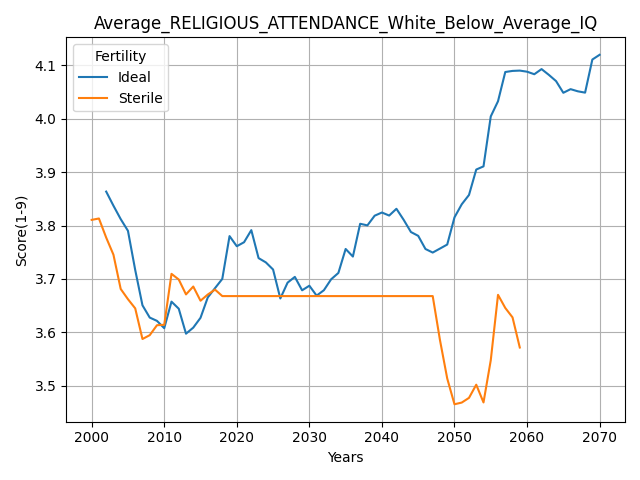 Average_RELIGIOUS_ATTENDANCE_White_Below_Average_IQ
Fertility
Ideal
Sterile
Score(1-9)
4.1
4.0
3.9
3.8
3.7
3.6
3.5
2000 2010 2020 2030 2040 2050 2060 2070
Years